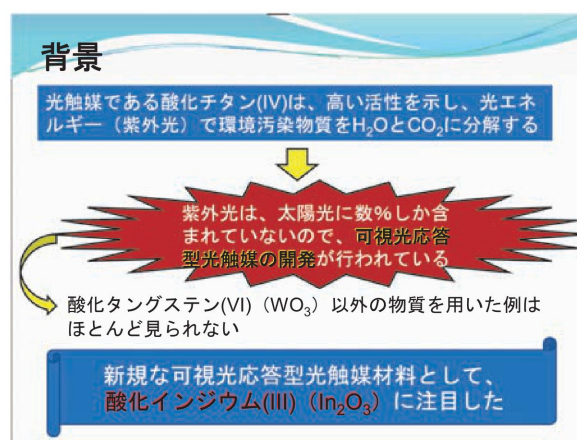 背景
光触媒である酸化チタン(IV)は、高い活性を示し、光エネ
ルギー（紫外光）で環境汚染物質をH₂OとCO₂に分解する
紫外光は、太陽光に数%しか含
まれていないので、可視光応答
型光触媒の開発が行われている
酸化タングステン(VI)（WO₃）以外の物質を用いた例は
ほとんど見られない
新規な可視光応答型光触媒材料として、
酸化インジウム(III)（In₂O₃）に注目した